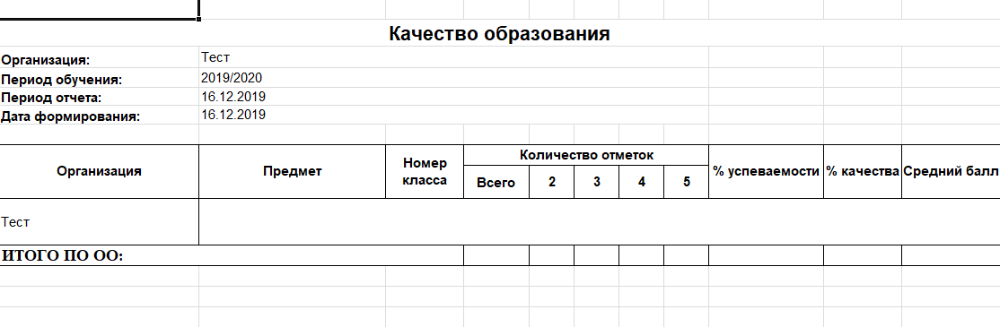 Качество образования
Организация: Тест
Период обучения: 2019/2020
Период отчета: 16.12.2019
Дата формирования: 16.12.2019
Организация Предмет Номер класса Количество отметок % успеваемости % качества Средний балл
Всего 2 3 4 5
Тест
ИТОГО ПО ОО: